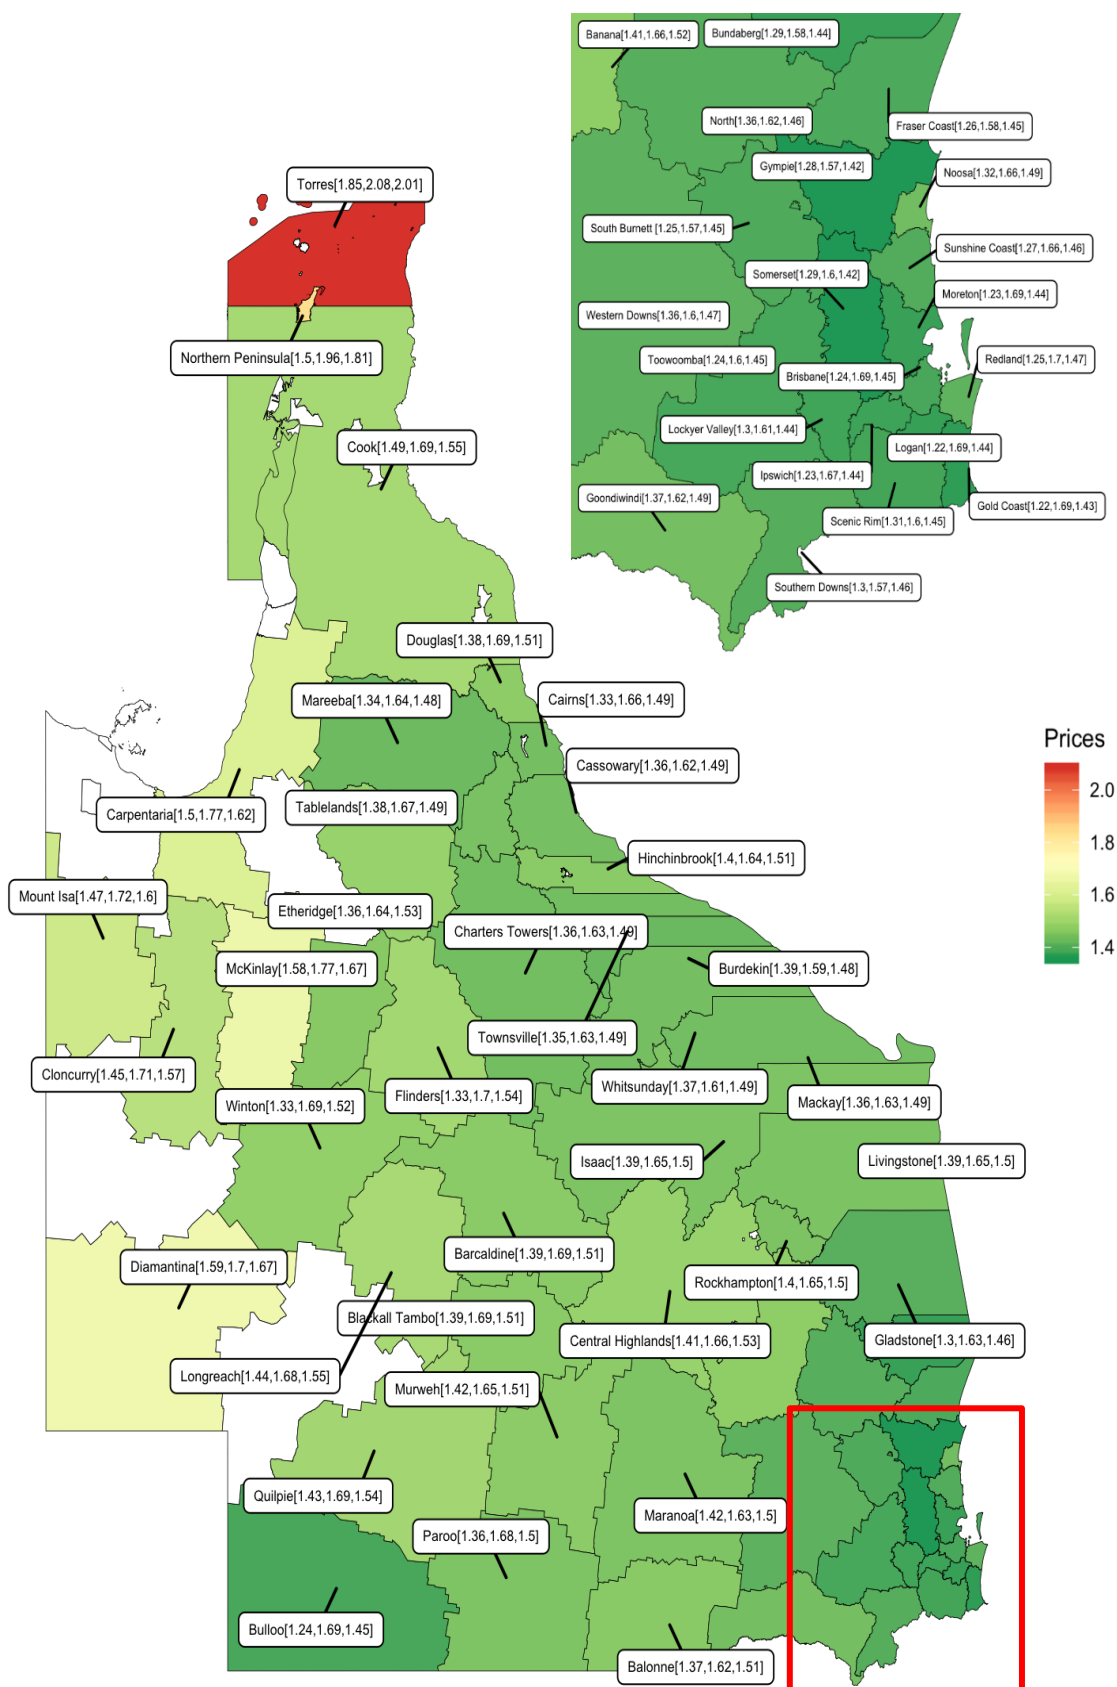 Banana[1.41,1.66,1.52]
Bundaberg[1.29,1.58,1.44]
North[1.36,1.62,1.46]
Fraser Coast[1.26,1.58,1.45]
Gympie[1.28,1.57,1.42]
Noosa[1.32,1.66,1.49]
South Burnett [1.25,1.57,1.45]
Sunshine Coast[1.27,1.66,1.46]
Somerset[1.29,1.6,1.42]
Moreton[1.23,1.69,1.44]
Western Downs[1.36,1.6,1.47]
Toowoomba[1.24,1.6,1.45]
Redland[1.25,1.7,1.47]
Brisbane[1.24,1.69,1.45]
Lockyer Valley[1.3,1.61,1.44]
Logan[1.22,1.69,1.44]
Ipswich[1.23,1.67,1.44]
Goondiwindi[1.37,1.62,1.49]
Gold Coast[1.22,1.69,1.43]
Scenic Rim[1.31,1.6,1.45]
Southern Downs[1.3,1.57,1.46]
Torres[1.85,2.08,2.01]
Northern Peninsula[1.5,1.96,1.81]
Cook[1.49,1.69,1.55]
Douglas[1.38,1.69,1.51]
Mareeba[1.34,1.64,1.48]
Cairns[1.33,1.66,1.49]
Cassowary[1.36,1.62,1.49]
Carpentaria[1.5,1.77,1.62]
Tablelands[1.38,1.67,1.49]
Hinchinbrook[1.4,1.64,1.51]
Mount Isa[1.47,1.72,1.6]
Etheridge[1.36,1.64,1.53]
Charters Towers[1.36,1.63,1.49]
McKinlay[1.58,1.77,1.67]
Burdekin[1.39,1.59,1.48]
Townsville[1.35,1.63,1.49]
Cloncurry[1.45,1.71,1.57]
Whitsunday[1.37,1.61,1.49]
Flinders[1.33,1.7,1.54]
Winton[1.33,1.69,1.52]
Mackay[1.36,1.63,1.49]
Isaac[1.39,1.65,1.5]
Livingstone[1.39,1.65,1.5]
Barcaldine[1.39,1.69,1.51]
Diamantina[1.59,1.7,1.67]
Rockhampton[1.4,1.65,1.5]
Blackall Tambo[1.39,1.69,1.51]
Central Highlands[1.41,1.66,1.53]
Gladstone[1.3,1.63,1.46]
Longreach[1.44,1.68,1.55]
Murweh[1.42,1.65,1.51]
Quilpie[1.43,1.69,1.54]
Maranoa[1.42,1.63,1.5]
Paroo[1.36,1.68,1.5]
Bulloo[1.24,1.69,1.45]
Balonne[1.37,1.62,1.51]
Prices
2.0
1.8
1.6
1.4